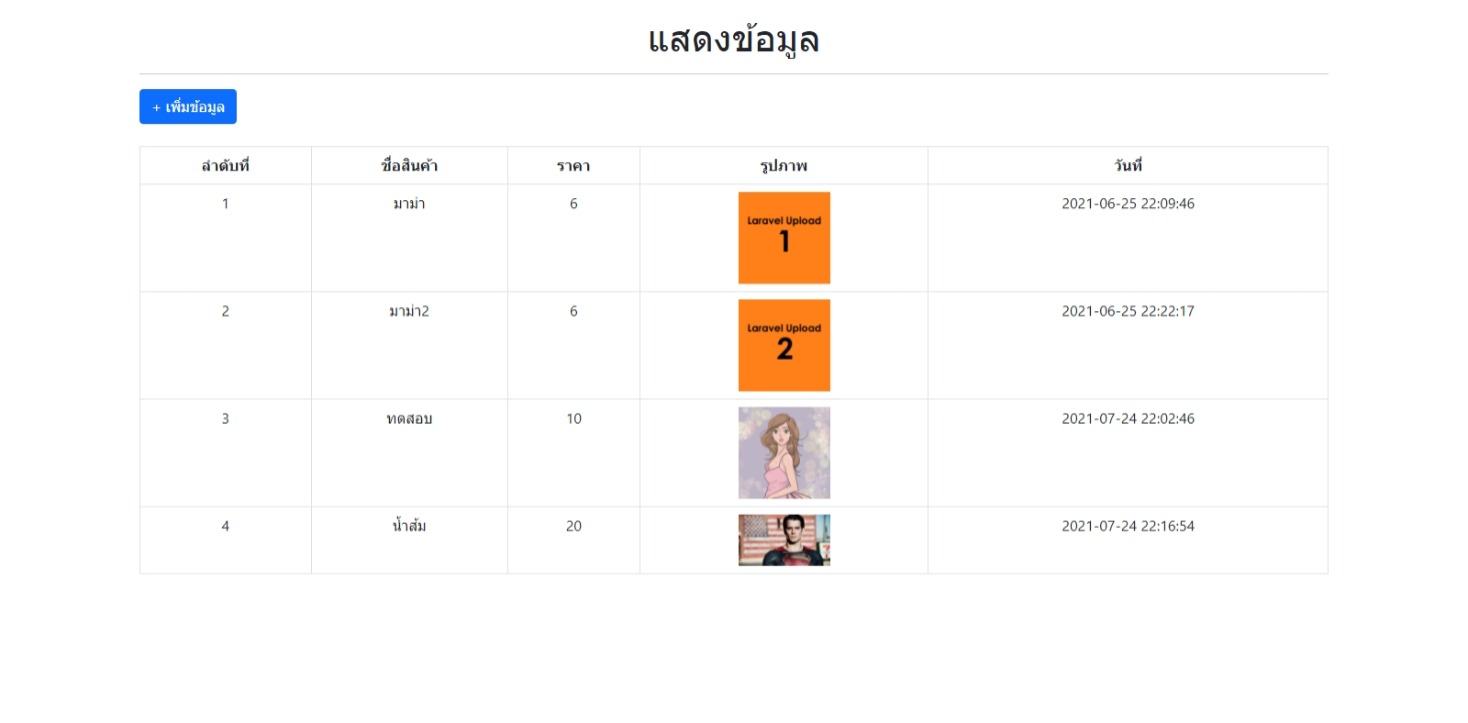 แสดงข้อมูล
+ เพิ่มข้อมูล
ลำดับที่ ชื่อสินค้า ราคา รูปภาพ วันที่
1 มาม่า 6 2021-06-25 22:09:46
Laravel Upload
1
2 มาม่า2 6 2021-06-25 22:22:17
Laravel Upload
2
3 ทดสอบ 10 2021-07-24 22:02:46
4 น้ำส้ม 20 2021-07-24 22:16:54